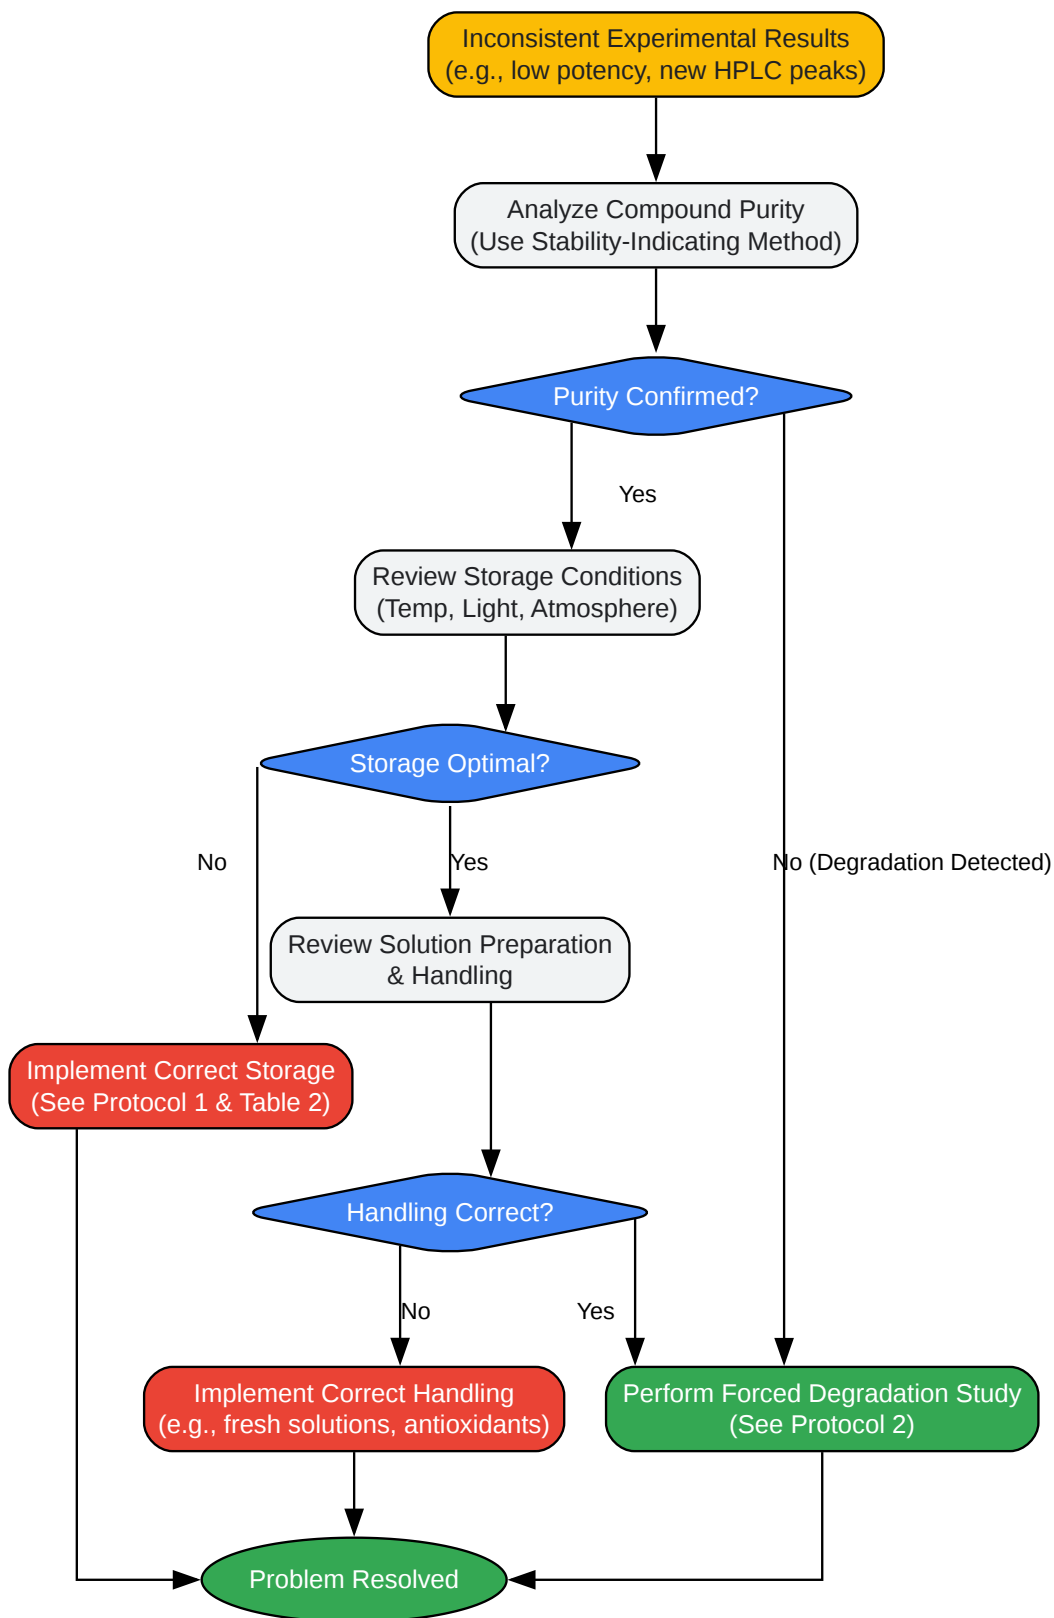 Inconsistent Experimental Results
(e.g., low potency, new HPLC peaks)
Analyze Compound Purity
(Use Stability-Indicating Method)
Purity Confirmed?
Yes
Review Storage Conditions
(Temp, Light, Atmosphere)
Storage Optimal?
No
Yes
No (Degradation Detected)
Review Solution Preparation
& Handling
Implement Correct Storage
(See Protocol 1 & Table 2)
Handling Correct?
No
Yes
Implement Correct Handling
(e.g., fresh solutions, antioxidants)
Perform Forced Degradation Study
(See Protocol 2)
Problem Resolved